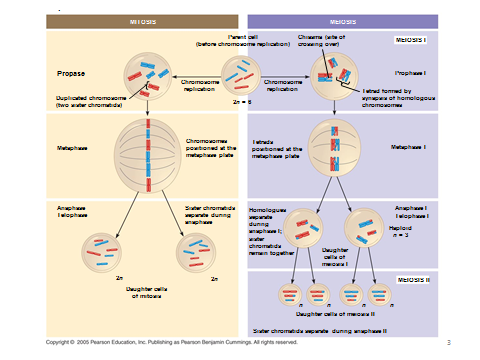 MITOSIS
MEIOSIS
Parent cell
(before chromosome replication)
Chiasma (site of
crossing over)
MEIOSIS I
Propase
Prophase I
Chromosome
replication
Chromosome
replication
Duplicated chromosome
(two sister chromatids)
2n = 6
Tetrad formed by
synapsis of homologous
chromosomes
Metaphase
Chromosomes
positioned at the
metaphase plate
Tetrads
positioned at the
metaphase plate
Metaphase I
Anaphase
Telophase
Sister chromatids
separate during
anaphase
Homologues
separate
during
anaphase I;
sister
chromatids
remain together
Anaphase I
Telophase I
Haploid
n = 3
Daughter
cells of
meiosis I
2n
2n
Daughter cells
of mitosis
MEIOSIS II
n
n
n
n
Daughter cells of meiosis II
Sister chromatids separate during anaphase II
Copyright © 2005 Pearson Education, Inc. Publishing as Pearson Benjamin Cummings. All rights reserved.
3